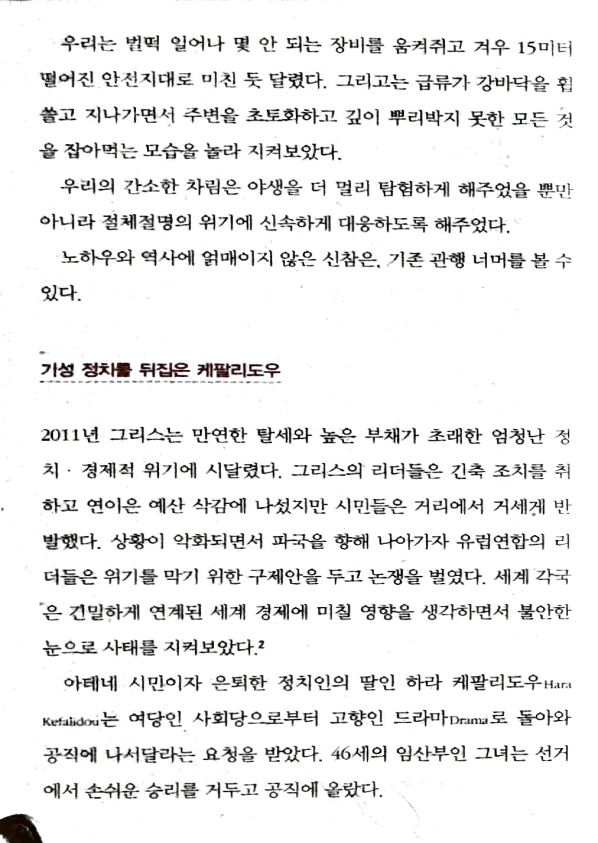 우리는 벌떡 일어나 몇 안 되는 장비를 움켜쥐고 겨우 15미터
떨어진 안전지대로 미친 듯 달렸다. 그리고는 급류가 강바닥을 휩
쓸고 지나가면서 주변을 초토화하고 깊이 뿌리박지 못한 모든 것
을 잡아먹는 모습을 놀라 지켜보았다.
우리의 간소한 차림은 야생을 더 멀리 탐험하게 해주었을 뿐만
아니라 절체절명의 위기에 신속하게 대응하도록 해주었다.
노하우와 역사에 얽매이지 않은 신참은, 기존 관행 너머를 볼 수
있다.
기성 정치를 뒤집은 케팔리도우
2011년 그리스는 만연한 탈세와 높은 부채가 초래한 엄청난 정
치 · 경제적 위기에 시달렸다. 그리스의 리더들은 긴축 조치를 취
하고 연이은 예산 삭감에 나섰지만 시민들은 거리에서 거세게 반
발했다. 상황이 악화되면서 파국을 향해 나아가자 유럽연합의 리
더들은 위기를 막기 위한 구제안을 두고 논쟁을 벌였다. 세계 각국
은 긴밀하게 연계된 세계 경제에 미칠 영향을 생각하면서 불안한
눈으로 사태를 지켜보았다.²
아테네 시민이자 은퇴한 정치인의 딸인 하라 케팔리도우Hara
Kefalidou는 여당인 사회당으로부터 고향인 드라마Drama로 돌아와
공직에 나서달라는 요청을 받았다. 46세의 임산부인 그녀는 선거
에서 손쉬운 승리를 거두고 공직에 올랐다.